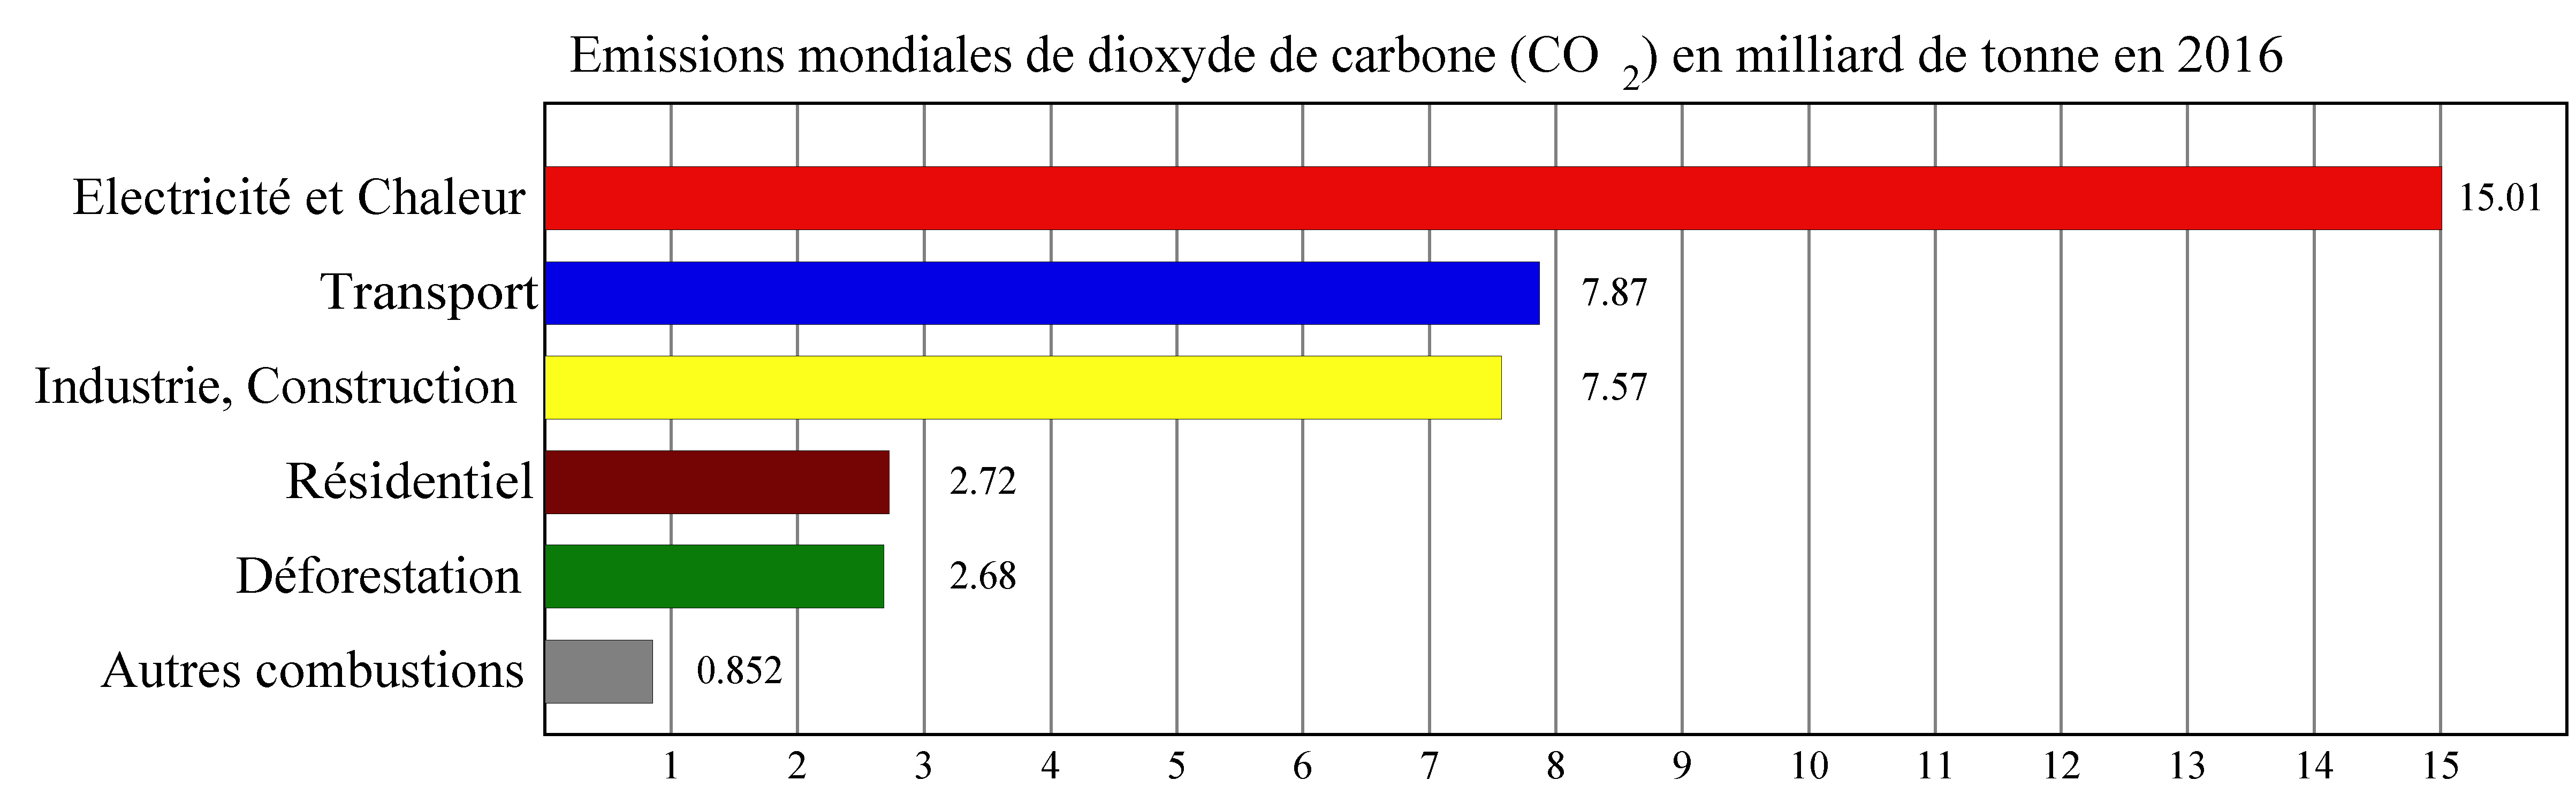 Emissions mondiales de dioxyde de carbone (CO 2) en milliard de tonne en 2016
Electricité et Chaleur 15.01
Transport 7.87
Industrie, Construction 7.57
Résidentiel 2.72
Déforestation 2.68
Autres combustions 0.852
1 2 3 4 5 6 7 8 9 10 11 12 13 14 15